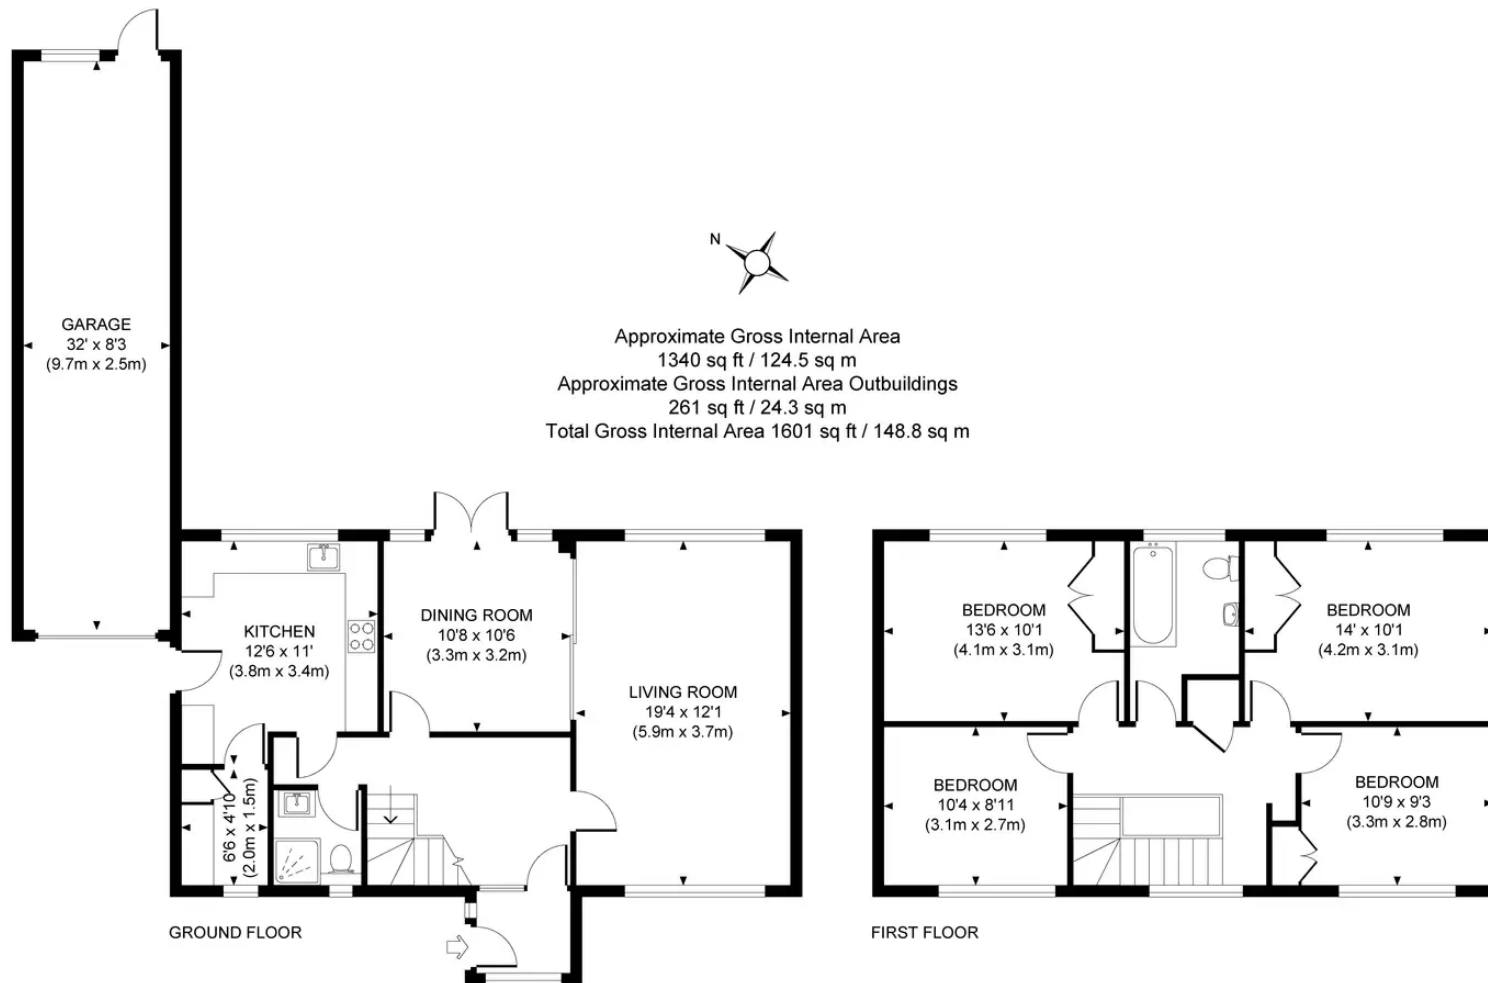 N
Approximate Gross Internal Area
1340 sq ft / 124.5 sq m
Approximate Gross Internal Area Outbuildings
261 sq ft / 24.3 sq m
Total Gross Internal Area 1601 sq ft / 148.8 sq m
GARAGE
32' x 8'3
(9.7m x 2.5m)
KITCHEN
12'6 x 11'
(3.8m x 3.4m)
DINING ROOM
10'8 x 10'6
(3.3m x 3.2m)
LIVING ROOM
19'4 x 12'1
(5.9m x 3.7m)
6'6 x 4'10
(2.0m x 1.5m)
GROUND FLOOR
BEDROOM
13'6 x 10'1
(4.1m x 3.1m)
BEDROOM
14' x 10'1
(4.2m x 3.1m)
BEDROOM
10'4 x 8'11
(3.1m x 2.7m)
BEDROOM
10'9 x 9'3
(3.3m x 2.8m)
FIRST FLOOR